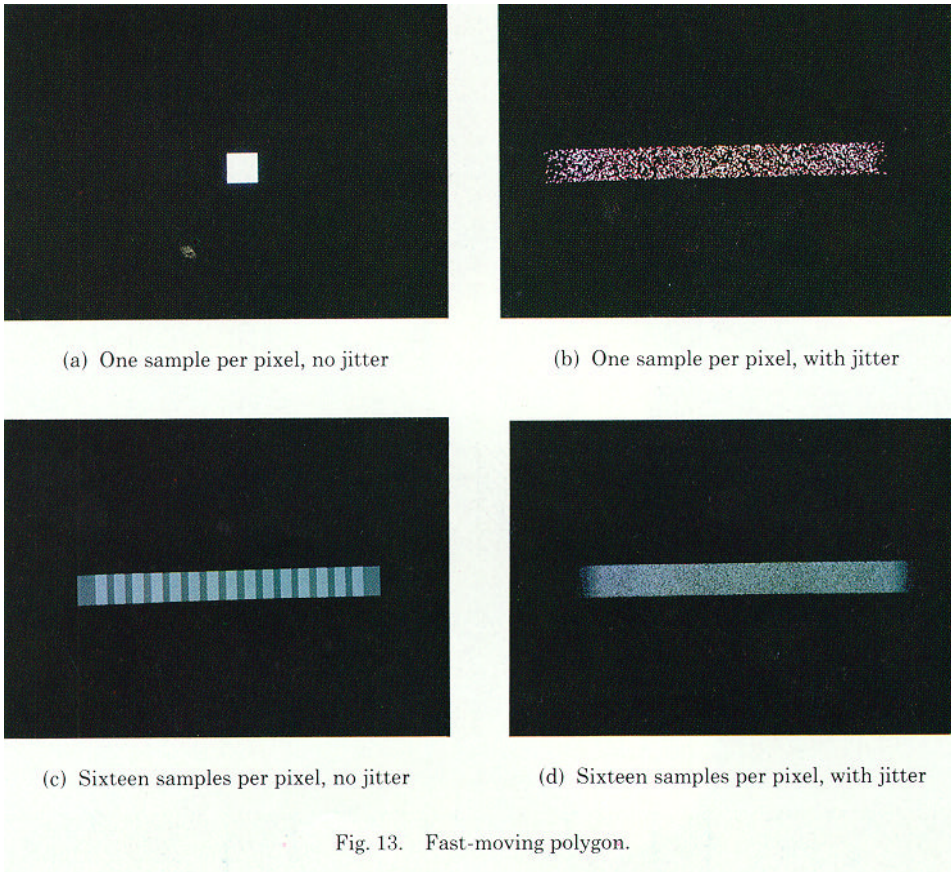 (a) One sample per pixel, no jitter
(b) One sample per pixel, with jitter
(c) Sixteen samples per pixel, no jitter
(d) Sixteen samples per pixel, with jitter
Fig. 13. Fast-moving polygon.